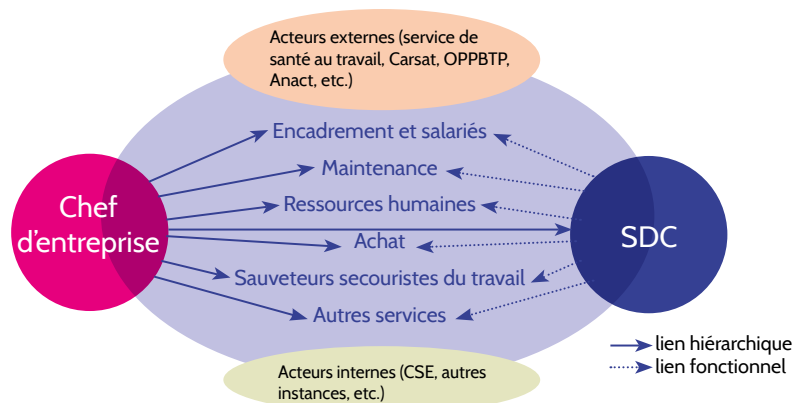 Acteurs externes (service de
santé au travail, Carsat, OPPBTP,
Anact, etc.)
Encadrement et salariés
Maintenance
Ressources humaines
Chef
d'entreprise
Achat
SDC
Sauveteurs secouristes du travail
Autres services
lien hiérarchique
lien fonctionnel
Acteurs internes (CSE, autres
instances, etc.)